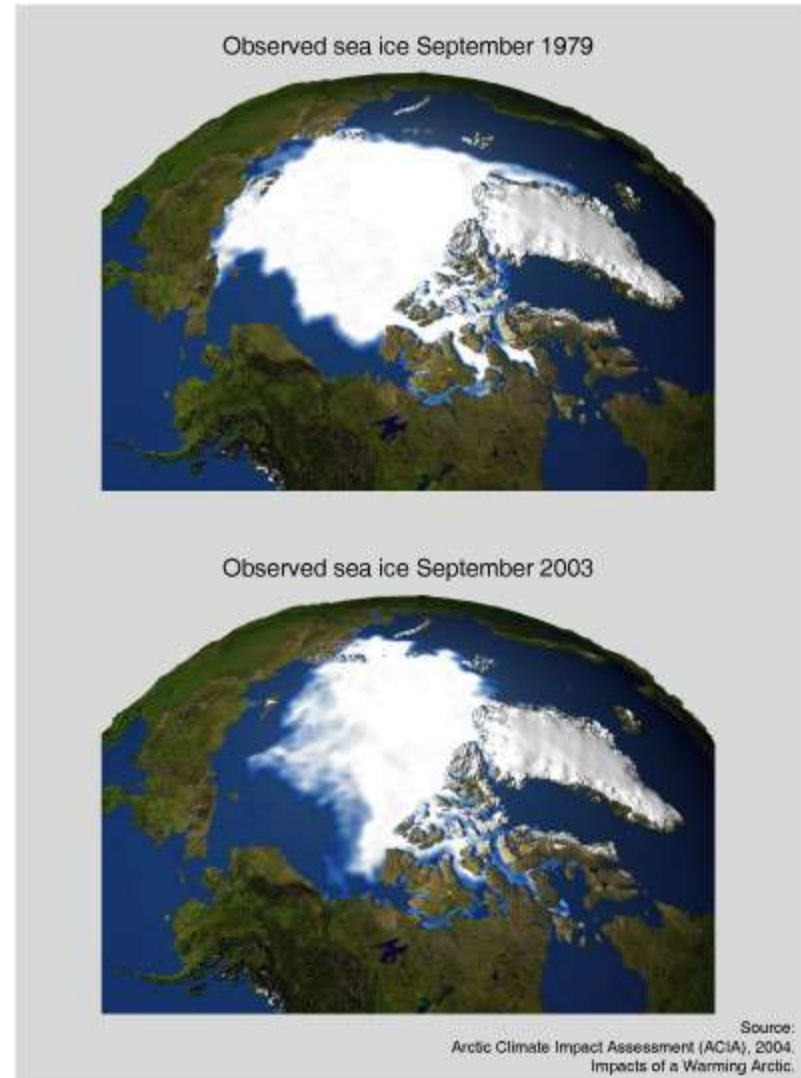 Observed sea ice September 1979
Observed sea ice September 2003
Source:
Arctic Climate Impact Assessment (ACIA), 2004.
Impacts of a Warming Arctic.